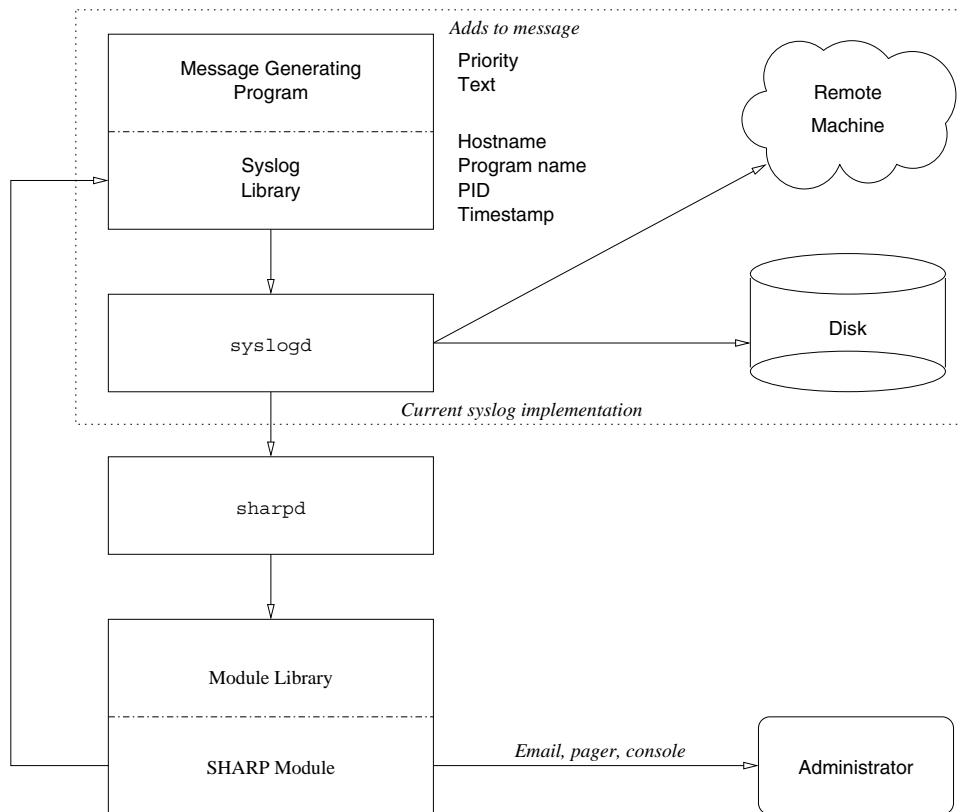 Adds to message
Message Generating
Program
Priority
Text
Remote
Machine
Syslog
Library
Hostname
Program name
PID
Timestamp
syslogd
Disk
Current syslog implementation
sharpd
Module Library
SHARP Module
Email, pager, console
Administrator